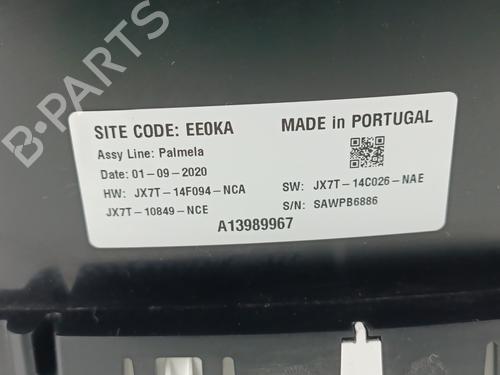 SITE CODE: EE0KA
MADE in PORTUGAL
Assy Line: Palmela
Date: 01-09-2020
HW: JX7T-14F094-NCA
SW: JX7T-14C026-NAE
JX7T-10849-NCE
S/N: SAWPB6886
A13989967
B-PARTS